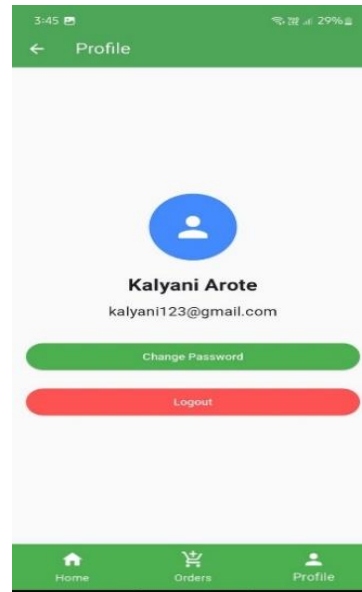 3:45 29%
Profile
Kalyani Arote
kalyani123@gmail.com
Change Password
Logout
Home Orders Profile